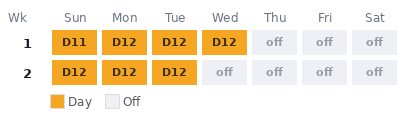 Wk Sun Mon Tue Wed Thu Fri Sat
1 D11 D12 D12 D12 off off off
2 D12 D12 D12 off off off off
Day Off